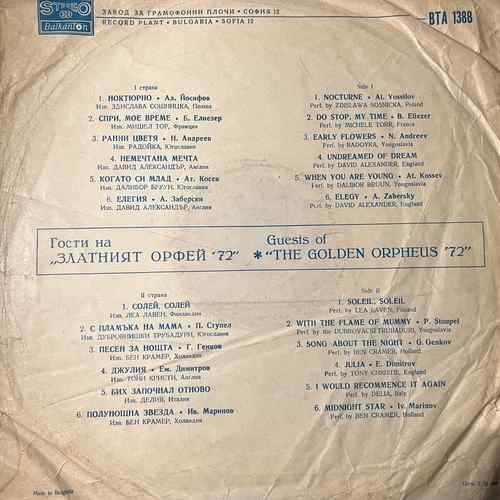 STEREO
Balkanton
ЗАВОД ЗА ГРАМОФОННИ ПЛОЧИ • СОФИЯ 12
RECORD PLANT • BULGARIA • SOFIA 12
ВТА 1388
I страна
1. НОКТЮРНО • Ал. Йосифов
Изп. ЗДИСЛАВА СОШНИЦКА, Полша
2. СПРИ, МОЕ ВРЕМЕ • Б. Елиезер
Изп. МИШЕЛ ТОР, Франция
3. РАННИ ЦВЕТЯ • Н. Андреев
Изп. РАДОЙКА, Югославия
4. НЕМЕЧТАНА МЕЧТА
Изп. ДАВИД АЛЕКСАНДЪР, Англия
5. КОГАТО СИ МЛАД • Ат. Косев
Изп. ДАЛИБОР БРАУН, Югославия
6. ЕЛЕГИЯ • А. Заберски
Изп. ДАВИД АЛЕКСАНДЪР, Англия
Side I
1. NOCTURNE • Al. Yossifov
Perf. by ZDISLAWA SOSNICKA, Poland
2. DO STOP, MY TIME • B. Eliezer
Perf. by MICHELE TORR, France
3. EARLY FLOWERS • N. Andreev
Perf. by RADOYKA, Yougoslavia
4. UNDREAMED OF DREAM
Perf. by DAVID ALEXANDER, England
5. WHEN YOU ARE YOUNG • At. Kossev
Perf. by DALIBOR BRUUN, Yougoslavia
6. ELEGY • A. Zabersky
Perf. by DAVID ALEXANDER, England
Гости на
„ЗЛАТНИЯТ ОРФЕЙ '72"
Guests of
* "THE GOLDEN ORPHEUS '72"
II страна
1. СОЛЕЙ, СОЛЕЙ
Изп. ЛЕА ЛАВЕН, Финландия
2. С ПЛАМЪКА НА МАМА • П. Ступел
Изп. ДУБРОВНИШКИ ТРУБАДУРИ, Югославия
3. ПЕСЕН ЗА НОЩТА • Г. Генков
Изп. БЕН КРАМЕР, Холандия
4. ДЖУЛИЯ • Ем. Димитров
Изп. ТОНИ КРИСТИ, Англия
5. БИХ ЗАПОЧНАЛ ОТНОВО
Изп. ДЕЛИЯ, Италия
6. ПОЛУНОЩНА ЗВЕЗДА • Ив. Маринов
Изп. БЕН КРАМЕР, Холандия
Side II
1. SOLEIL, SOLEIL
Perf. by LEA LAVEN, Finland
2. WITH THE FLAME OF MUMMY • P. Stoupel
Perf. by the DUBROVACKI TRUBADURI, Yougoslavia
3. SONG ABOUT THE NIGHT • G. Genkov
Perf. by BEN CRAMER, Holland
4. JULIA • E. Dimitrov
Perf. by TONY CHRISTIE, England
5. I WOULD RECOMMENCE IT AGAIN
Perf. by DELIA, Italy
6. MIDNIGHT STAR • Iv. Marinov
Perf. by BEN CRAMER, Holland
Made in Bulgaria